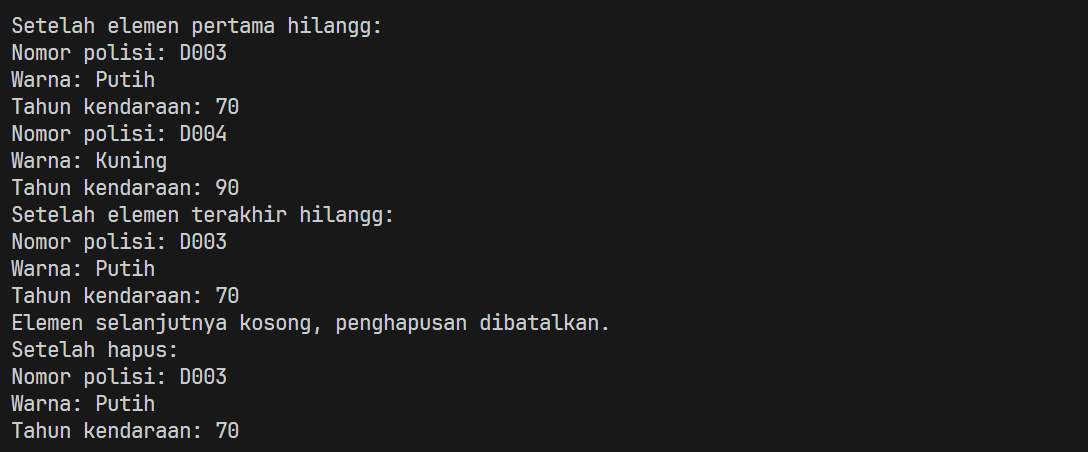 Setelah elemen pertama hilangg:
Nomor polisi: D003
Warna: Putih
Tahun kendaraan: 70
Nomor polisi: D004
Warna: Kuning
Tahun kendaraan: 90
Setelah elemen terakhir hilangg:
Nomor polisi: D003
Warna: Putih
Tahun kendaraan: 70
Elemen selanjutnya kosong, penghapusan dibatalkan.
Setelah hapus:
Nomor polisi: D003
Warna: Putih
Tahun kendaraan: 70